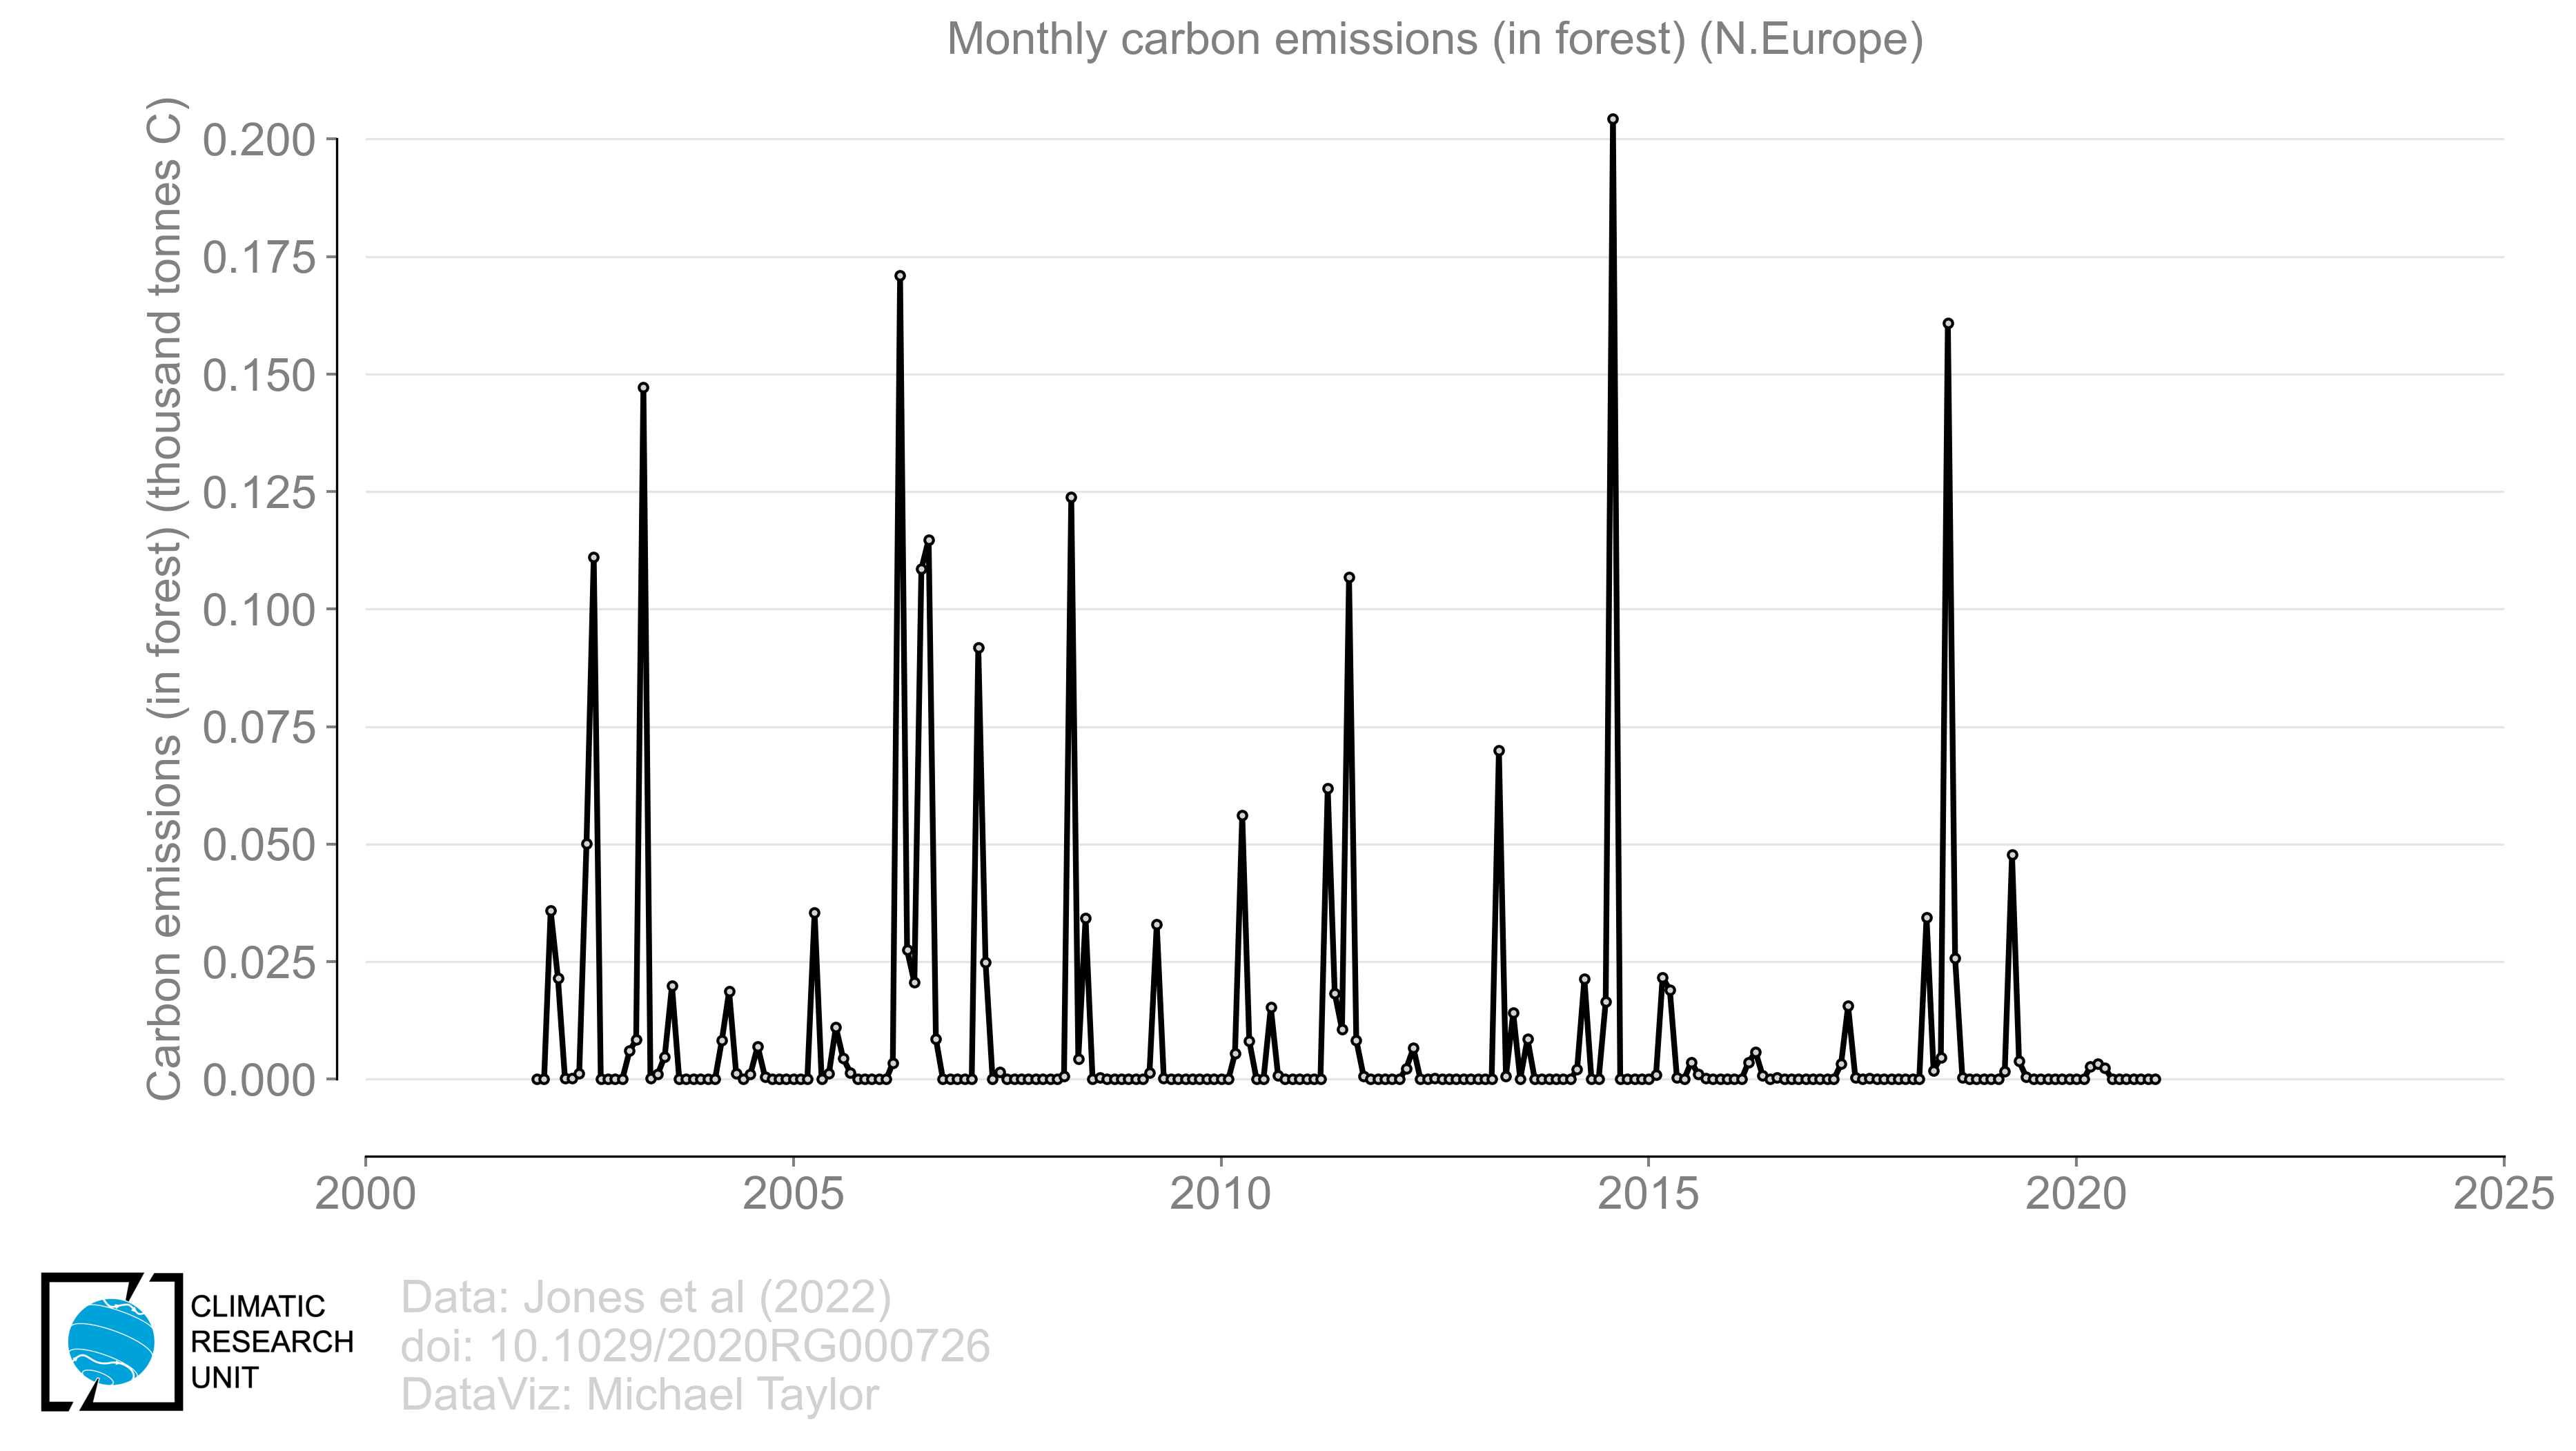 Monthly carbon emissions (in forest) (N.Europe)
Carbon emissions (in forest) (thousand tonnes C)
0.200
0.175
0.150
0.125
0.100
0.075
0.050
0.025
0.000
2000 2005 2010 2015 2020 2025
CLIMATIC
RESEARCH
UNIT
Data: Jones et al (2022)
doi: 10.1029/2020RG000726
DataViz: Michael Taylor